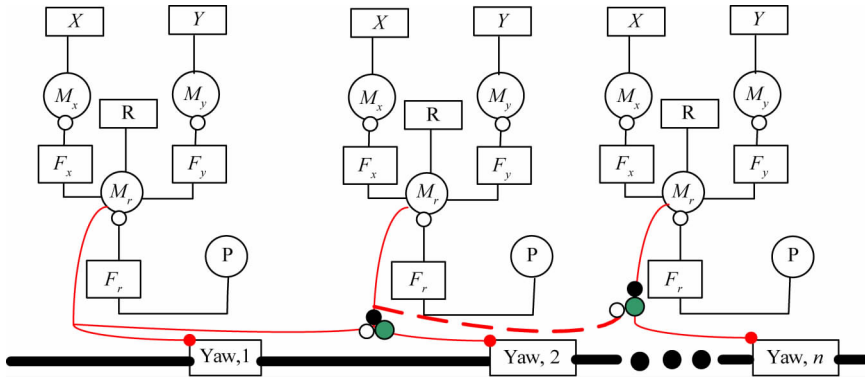 X Y X Y X Y
Mx My Mx My Mx My
R R R
Fx Fy Fx Fy Fx Fy
Mr Mr Mr
P P P
Fr Fr Fr
Yaw,1 Yaw, 2 Yaw, n